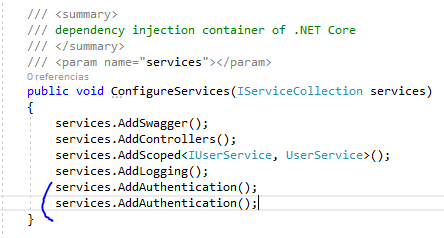 /// <summary>
/// dependency injection container of .NET Core
/// </summary>
/// <param name="services"></param>
0 referencias
public void ConfigureServices(IServiceCollection services)
{
services.AddSwagger();
services.AddControllers();
services.AddScoped<IUserService, UserService>();
services.AddLogging();
services.AddAuthentication();
services.AddAuthentication();
}